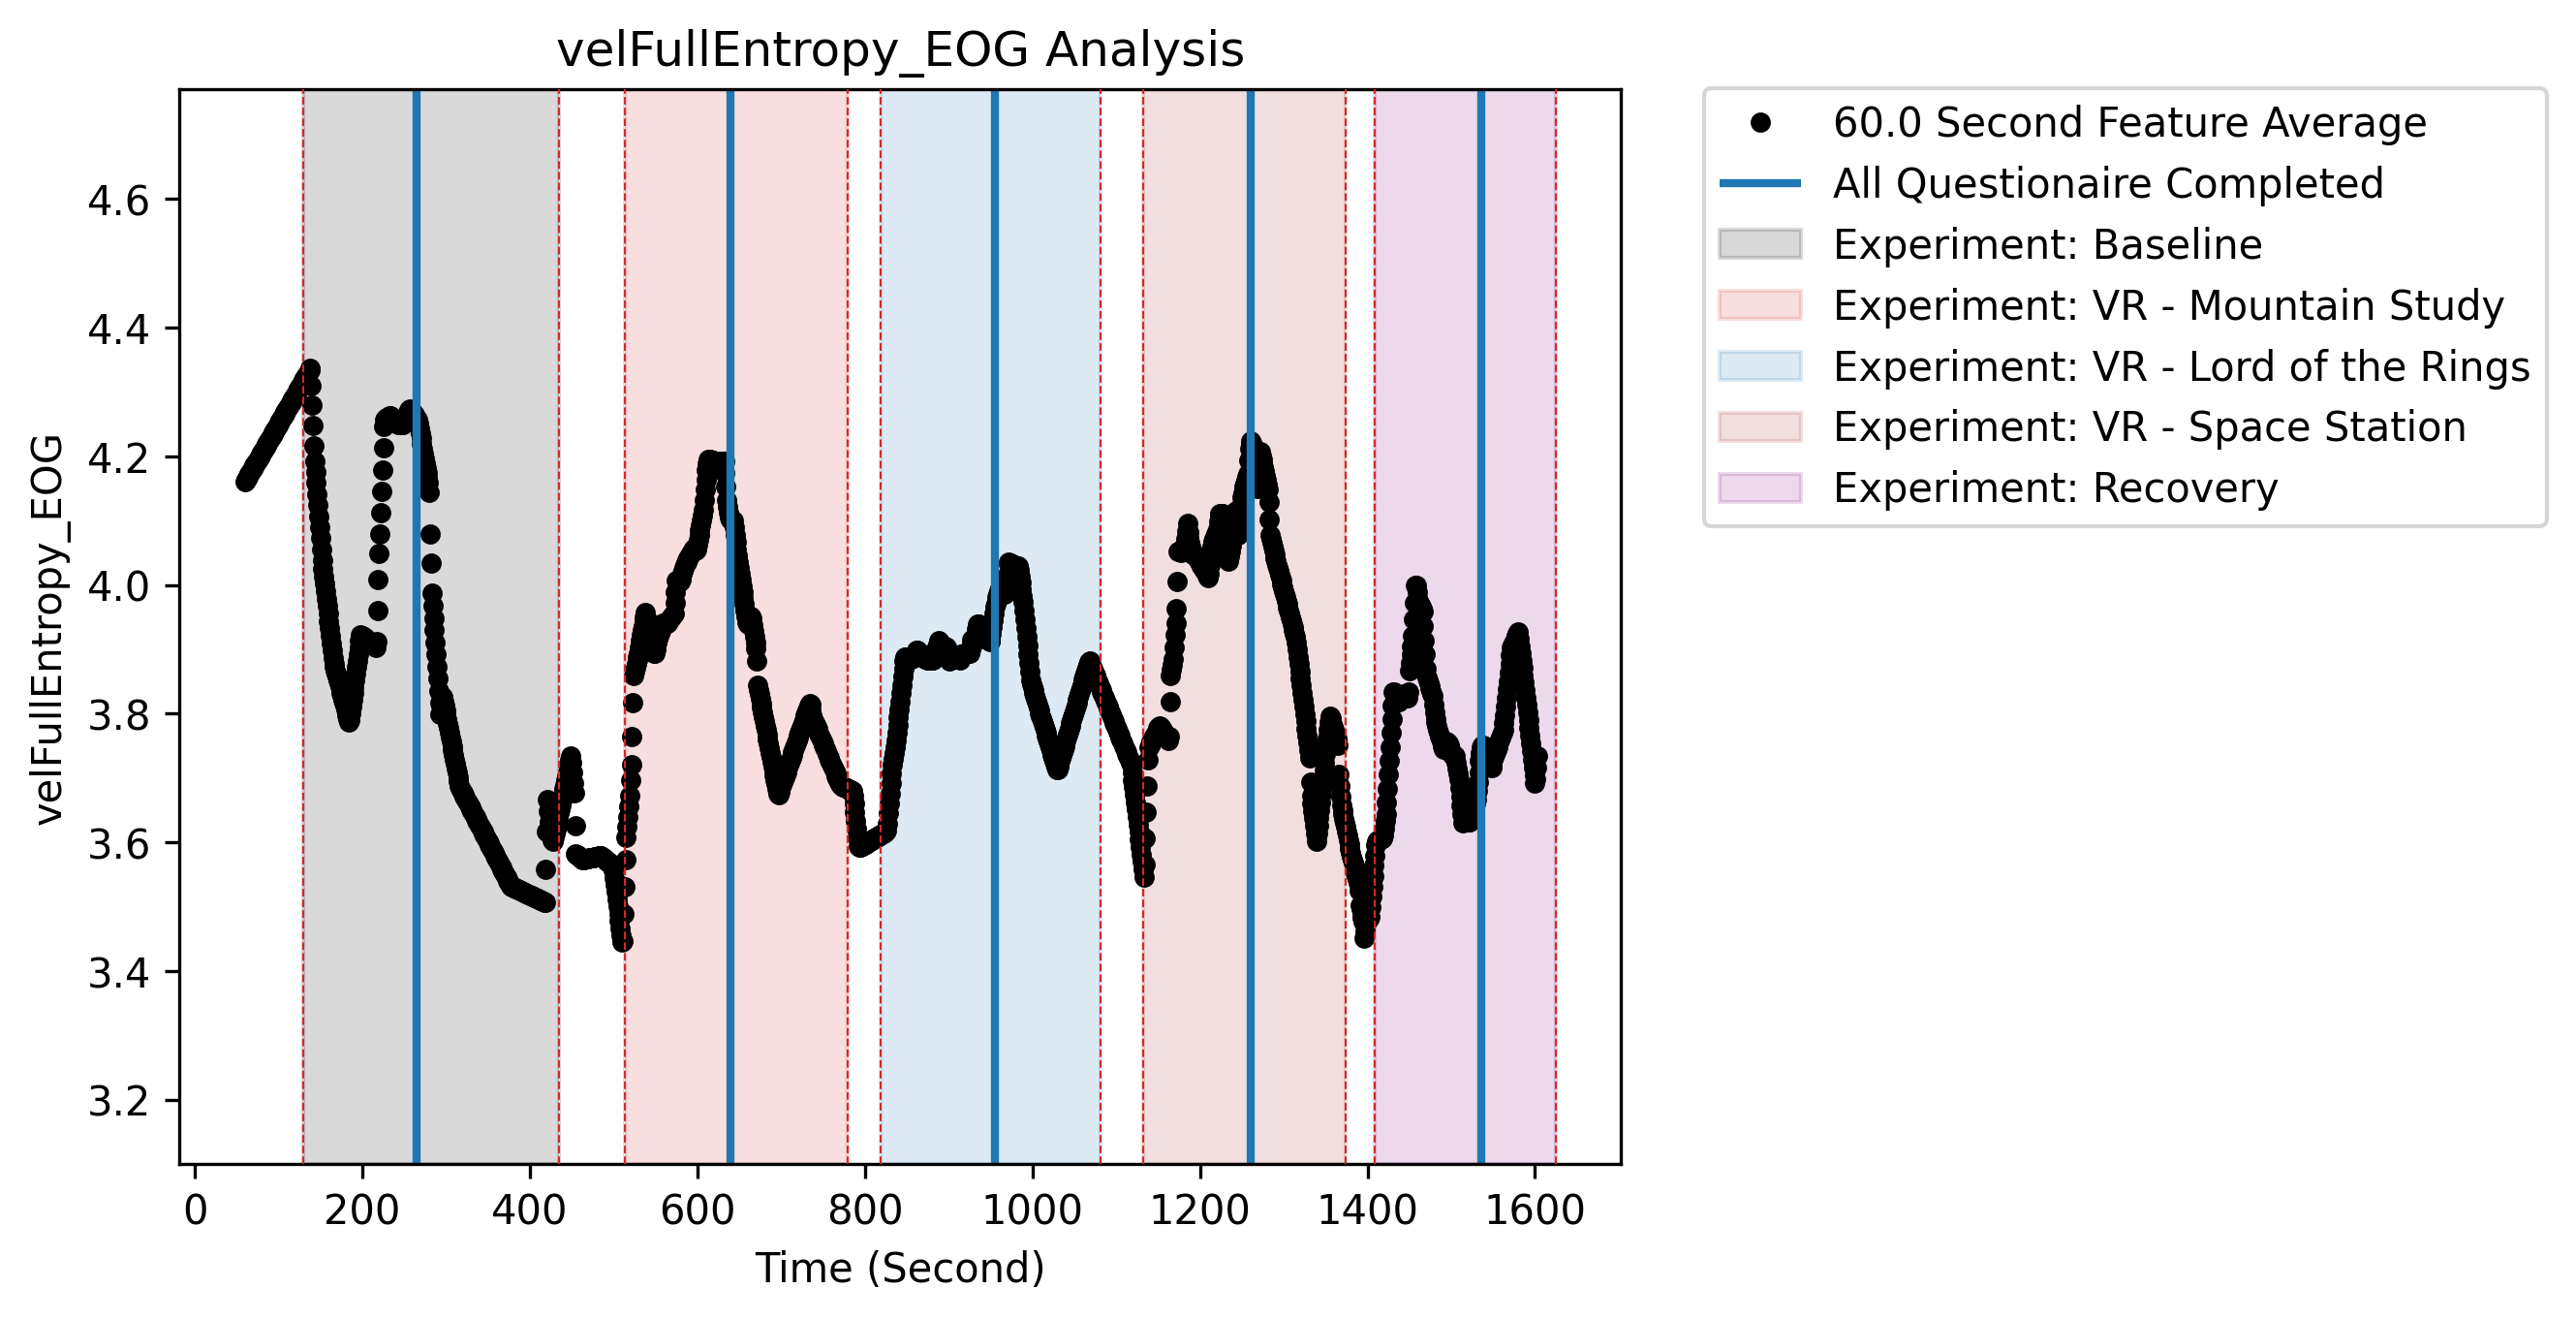 velFullEntropy_EOG Analysis
velFullEntropy_EOG
4.6
4.4
4.2
4.0
3.8
3.6
3.4
3.2
0 200 400 600 800 1000 1200 1400 1600
Time (Second)
60.0 Second Feature Average
All Questionaire Completed
Experiment: Baseline
Experiment: VR - Mountain Study
Experiment: VR - Lord of the Rings
Experiment: VR - Space Station
Experiment: Recovery